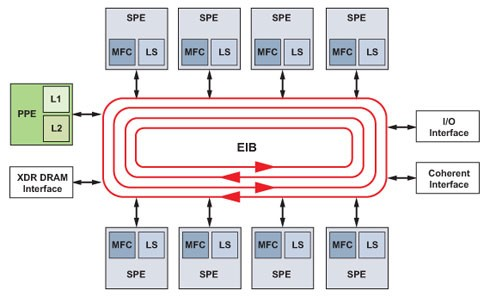 SPE SPE SPE SPE
MFC LS MFC LS MFC LS MFC LS
L1
PPE
L2
EIB
I/O
Interface
XDR DRAM
Interface
Coherent
Interface
MFC LS MFC LS MFC LS MFC LS
SPE SPE SPE SPE